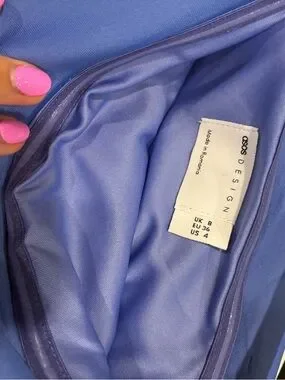 asos DESIGN
Made in Romania
UK 8
EU 36
US 4